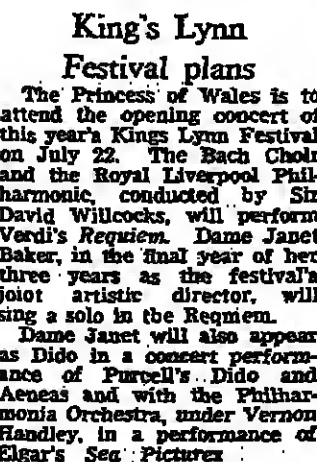 King's Lynn
Festival plans
The Princess of Wales is to
attend the opening concert of
this year's Kings Lynn Festival
on July 22. The Bach Choir
and the Royal Liverpool Phil-
harmonic, conducted by Sir
David Willcocks, will perform
Verdi's Requiem. Dame Janet
Baker, in the final year of her
three years as the festival's
joiot artistic director, will
sing a solo in the Requiem.
Dame Janet will also appear
as Dido in a concert perform-
ance of Purcell's Dido and
Aeneas and with the Philhar-
monia Orchestra, under Vernon
Handley, in a performance of
Elgar's Sea Pictures